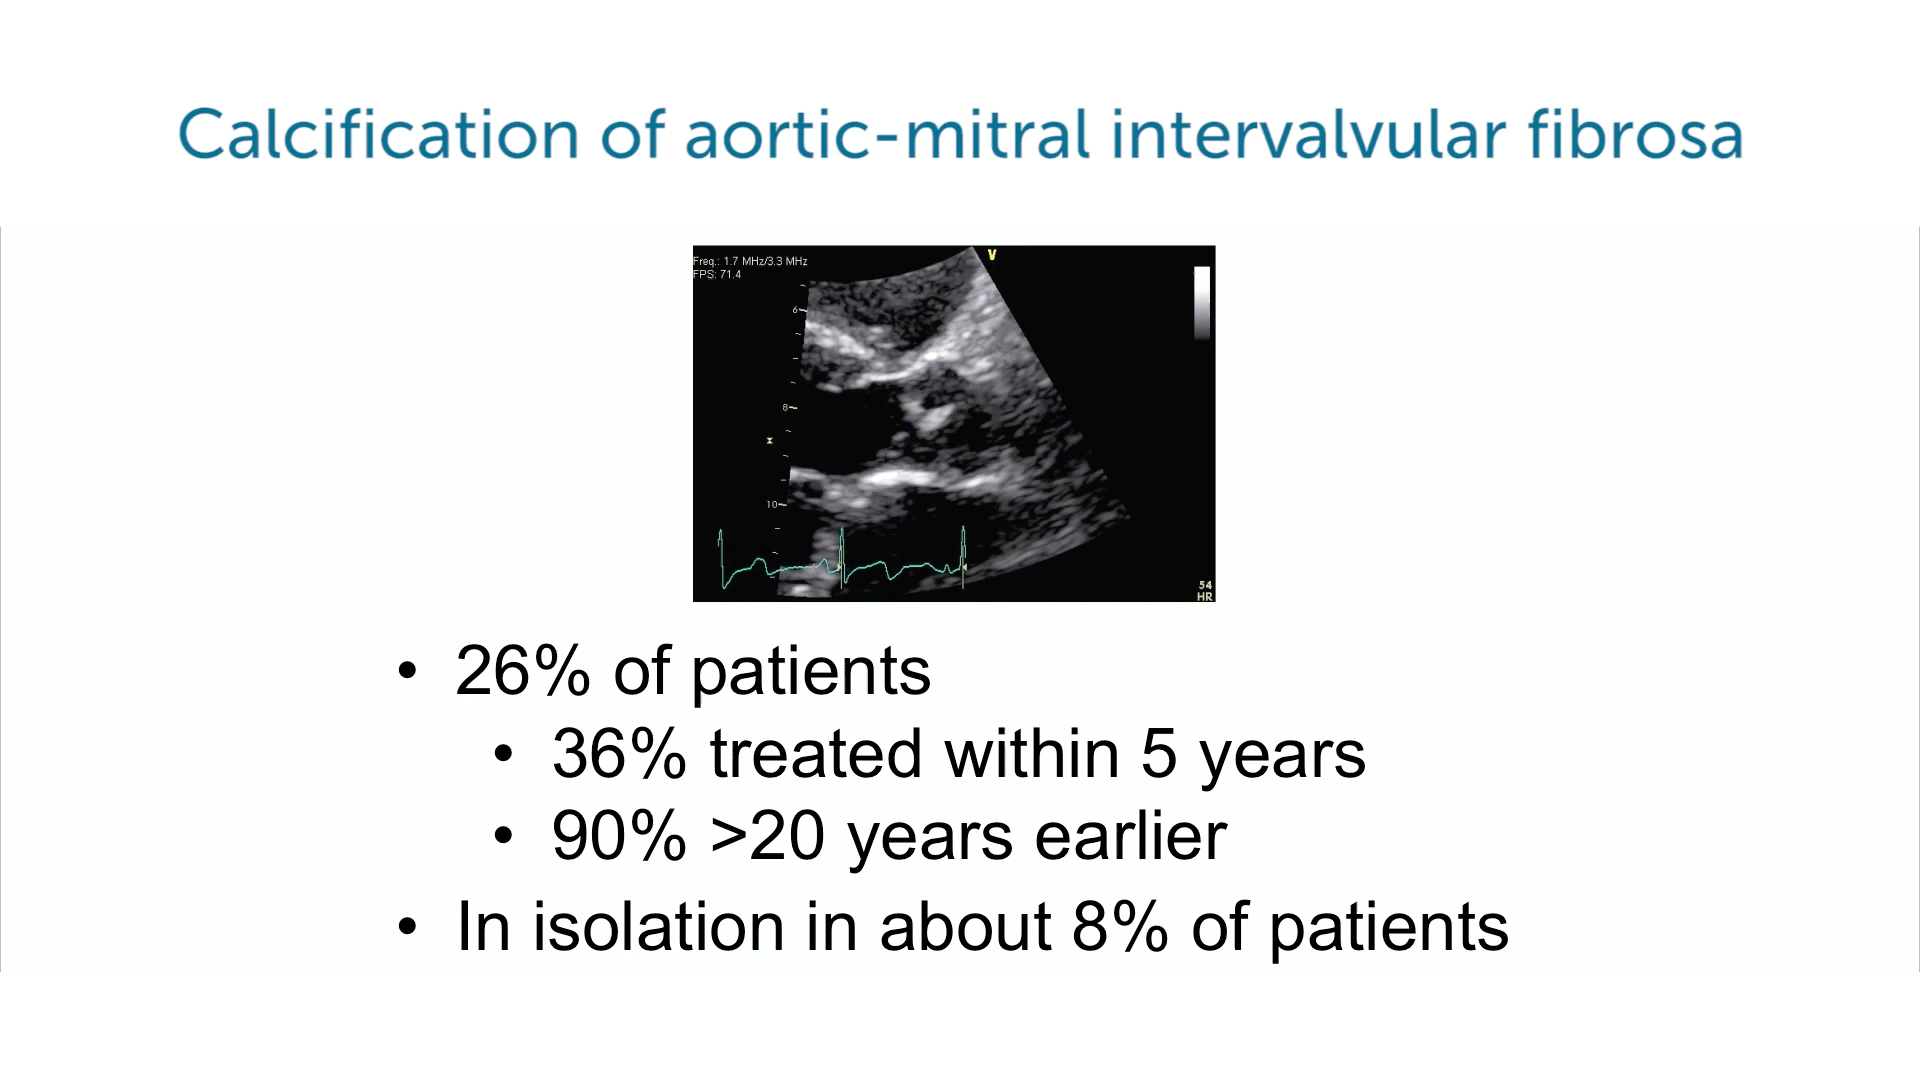 Calcification of aortic-mitral intervalvular fibrosa
Freq.: 1.7 MHz/3.3 MHz
FPS: 71.4
V
6
8
10
54
HR
• 26% of patients
• 36% treated within 5 years
• 90% >20 years earlier
• In isolation in about 8% of patients